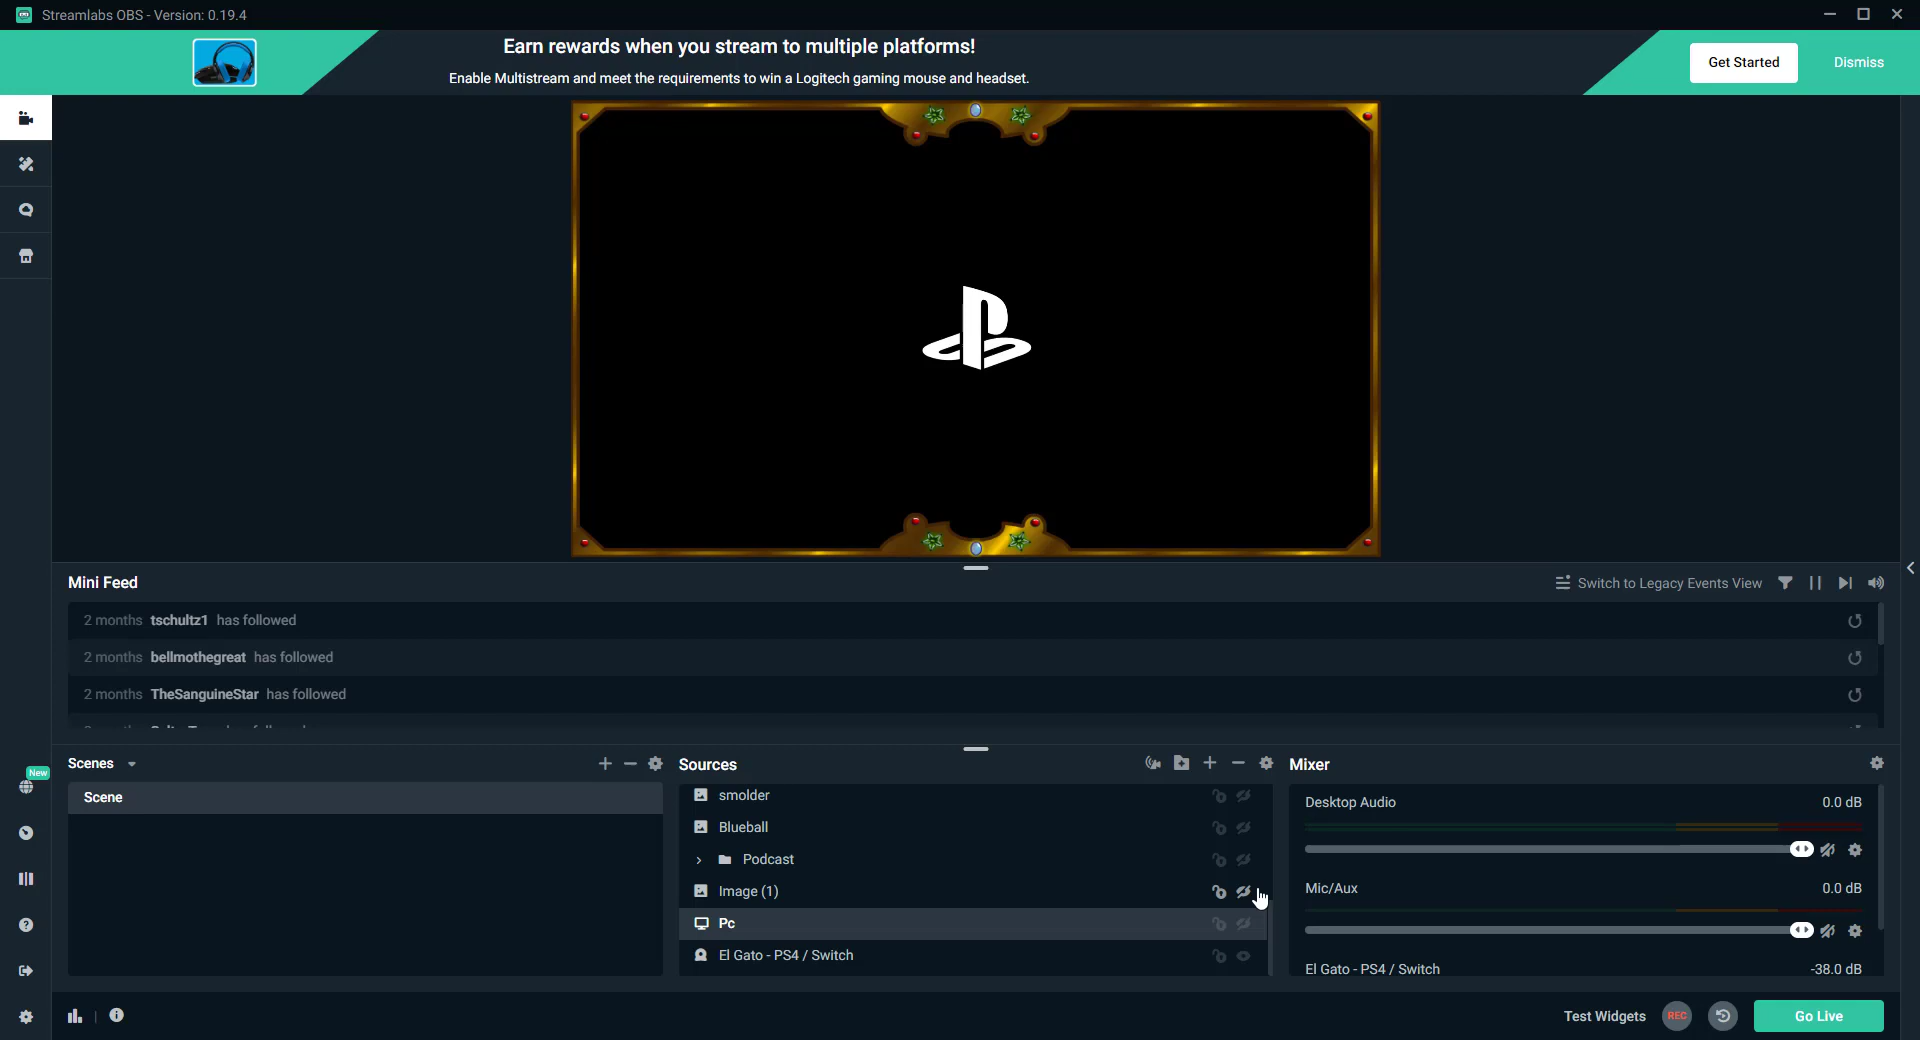 Streamlabs OBS - Version: 0.19.4
Earn rewards when you stream to multiple platforms!
Enable Multistream and meet the requirements to win a Logitech gaming mouse and headset.
Get Started
Dismiss
Mini Feed
Switch to Legacy Events View
2 months tschultz1 has followed
2 months bellmothegreat has followed
2 months TheSanguineStar has followed
New
Scenes
Scene
Sources
smolder
Blueball
Podcast
Image (1)
Pc
El Gato - PS4 / Switch
Mixer
Desktop Audio 0.0 dB
Mic/Aux 0.0 dB
El Gato - PS4 / Switch -38.0 dB
Test Widgets
REC
Go Live